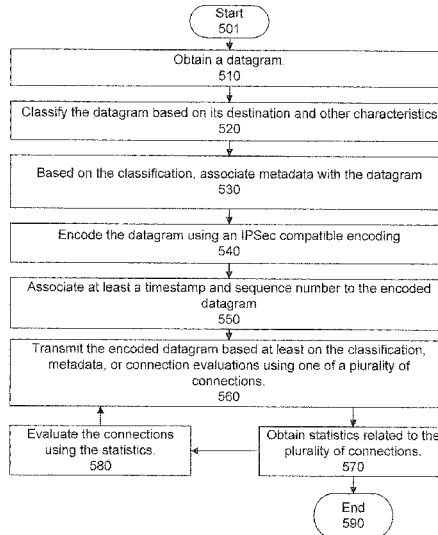 Start
501
Obtain a datagram.
510
Classify the datagram based on its destination and other characteristics
520
Based on the classification, associate metadata with the datagram
530
Encode the datagram using an IPSec compatible encoding
540
Associate at least a timestamp and sequence number to the encoded
datagram
550
Transmit the encoded datagram based at least on the classification,
metadata, or connection evaluations using one of a plurality of
connections.
560
Evaluate the connections
using the statistics.
580
Obtain statistics related to the
plurality of connections.
570
End
590